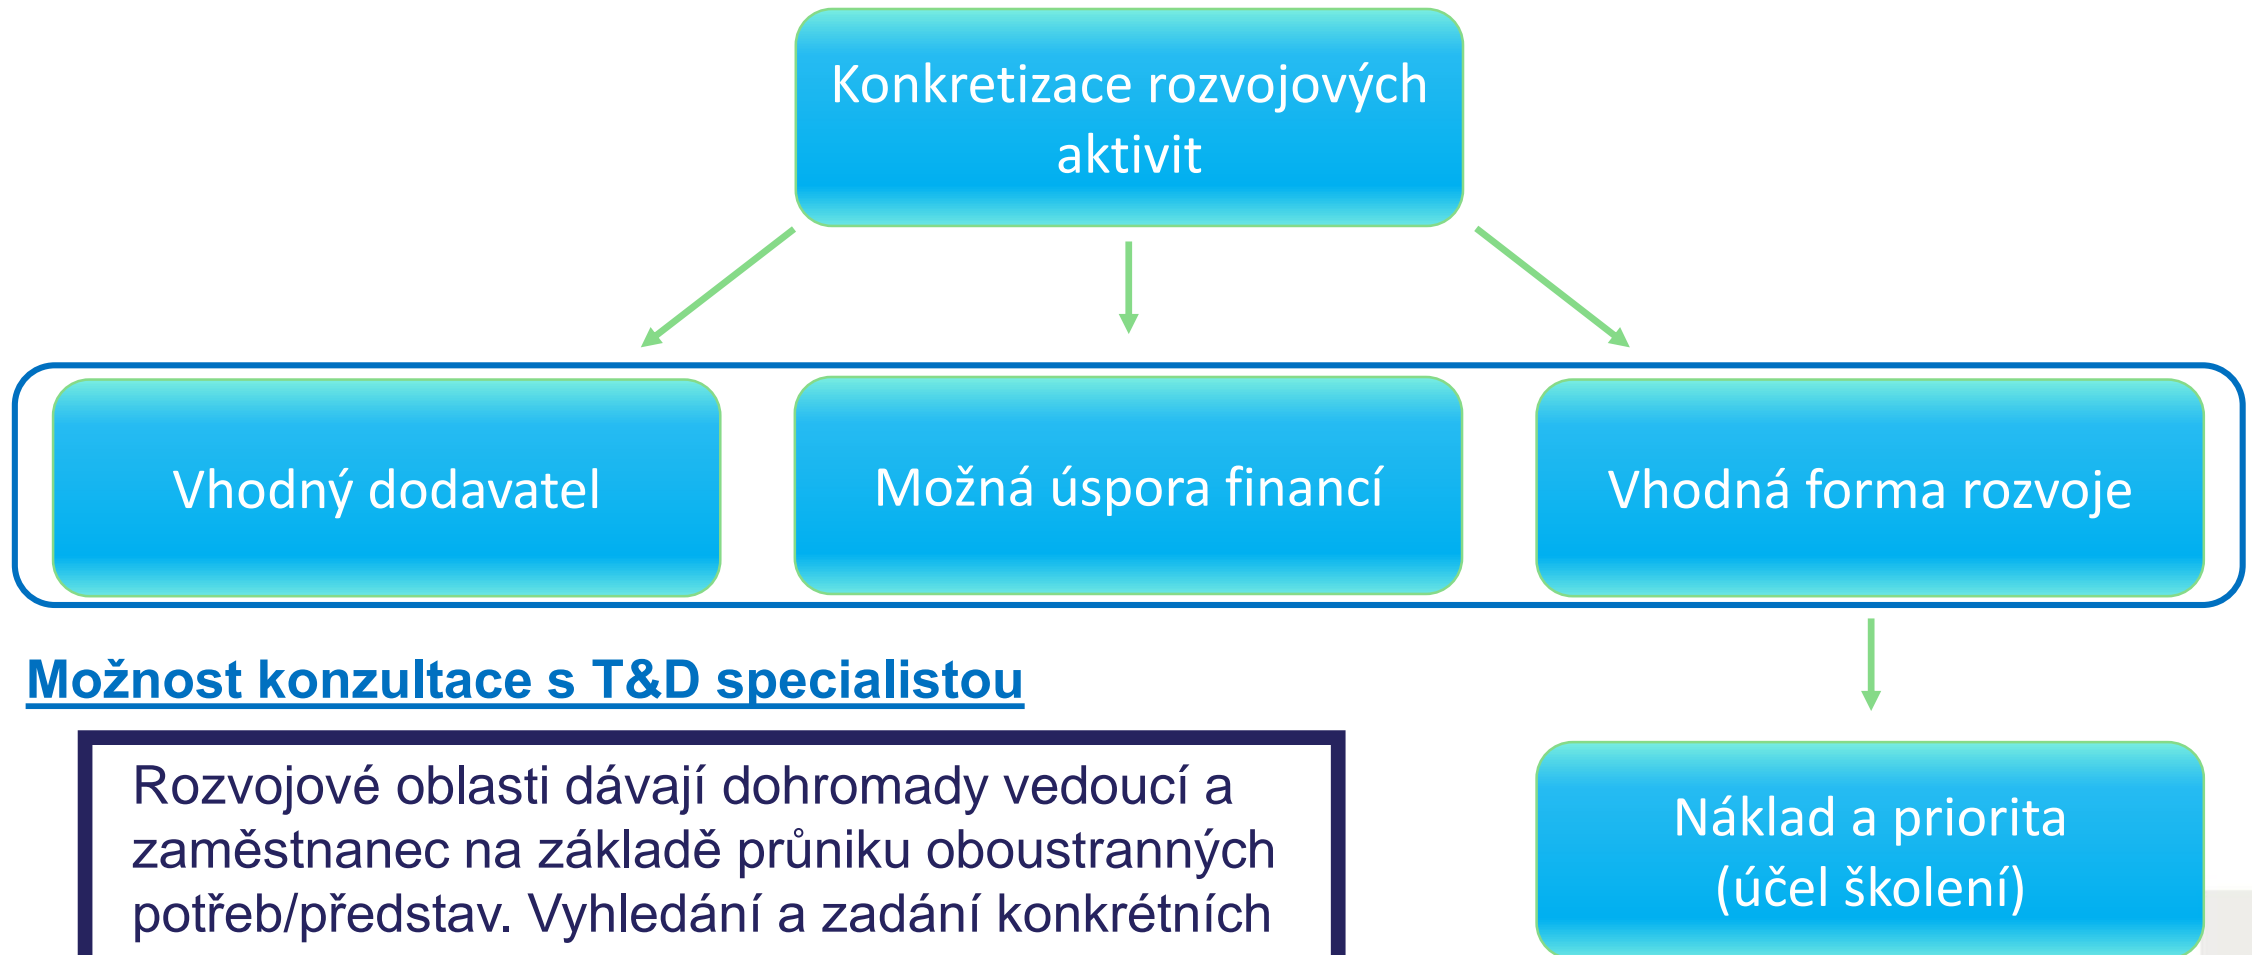 Konkretizace rozvojových
aktivit
Vhodný dodavatel
Možná úspora financí
Vhodná forma rozvoje
Možnost konzultace s T&D specialistou
Rozvojové oblasti dávají dohromady vedoucí a
zaměstnanec na základě průniku oboustranných
potřeb/představ. Vyhledání a zadání konkrétních
Náklad a priorita
(účel školení)